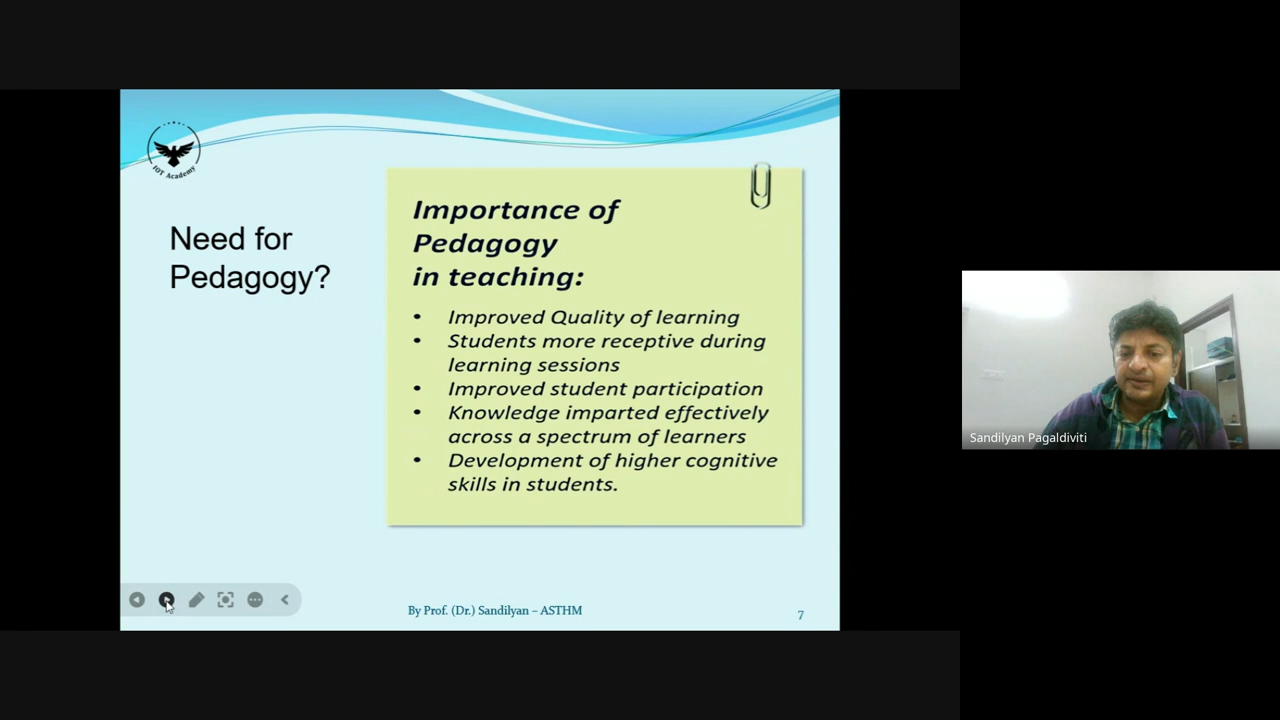 IOT Academy
Need for
Pedagogy?
Importance of
Pedagogy
in teaching:
• Improved Quality of learning
• Students more receptive during
learning sessions
• Improved student participation
• Knowledge imparted effectively
across a spectrum of learners
• Development of higher cognitive
skills in students.
By Prof. (Dr.) Sandilyan – ASTHM
7
Sandilyan Pagaldiviti